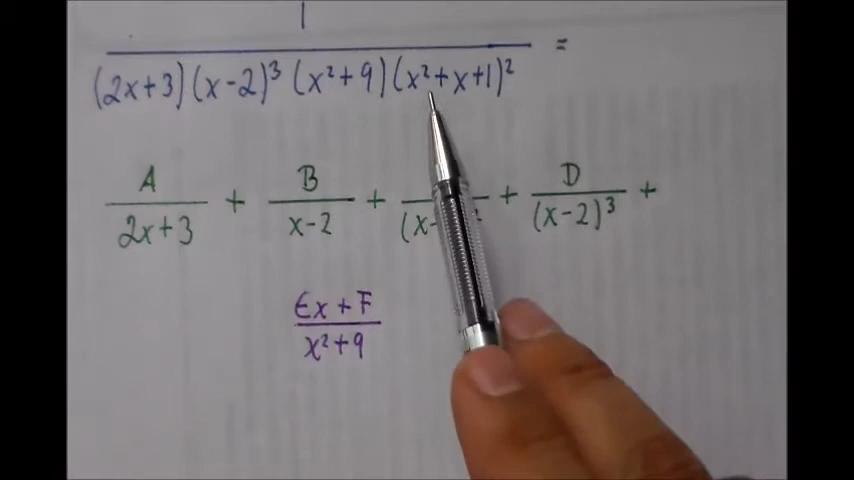 1
(2x+3)(x-2)³(x²+9)(x²+x+1)² =
A + B + + D +
2x+3 x-2 (x- (x-2)³
Ex+F
x²+9